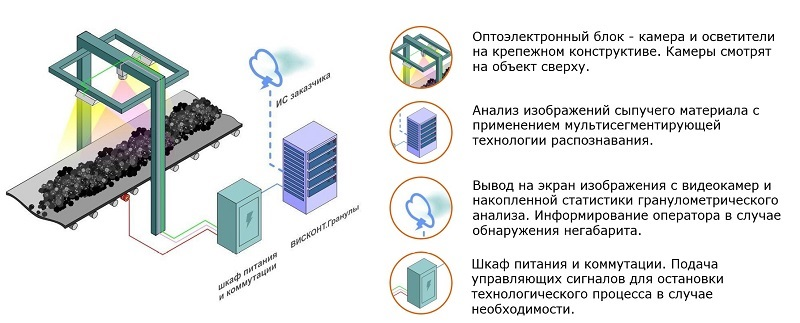 ИС заказчика
ВИСКОНТ.Гранулы
шкаф питания
и коммутации
Оптоэлектронный блок - камера и осветители
на крепежном конструктиве. Камеры смотрят
на объект сверху.
Анализ изображений сыпучего материала с
применением мультисегментирующей
технологии распознавания.
Вывод на экран изображения с видеокамер и
накопленной статистики гранулометрического
анализа. Информирование оператора в случае
обнаружения негабарита.
Шкаф питания и коммутации. Подача
управляющих сигналов для остановки
технологического процесса в случае
необходимости.